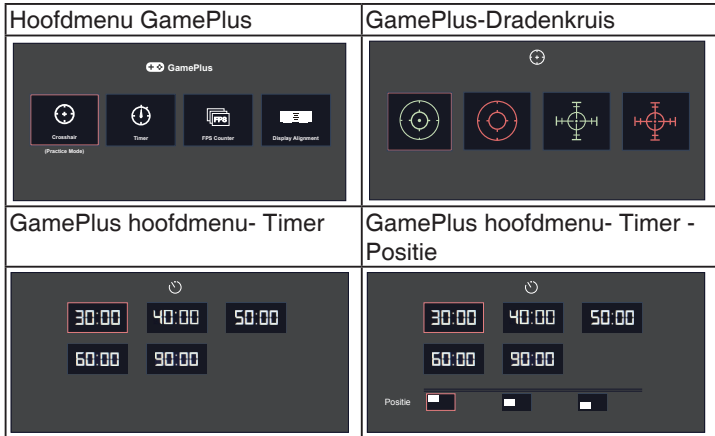 Hoofdmenu GamePlus
GamePlus-Dradenkruis
GamePlus
Crosshair
Timer
FPS
FPS Counter
Display Alignment
(Practice Mode)
GamePlus hoofdmenu- Timer
GamePlus hoofdmenu- Timer -
Positie
30:00
40:00
50:00
60:00
90:00
30:00
40:00
50:00
60:00
90:00
Positie